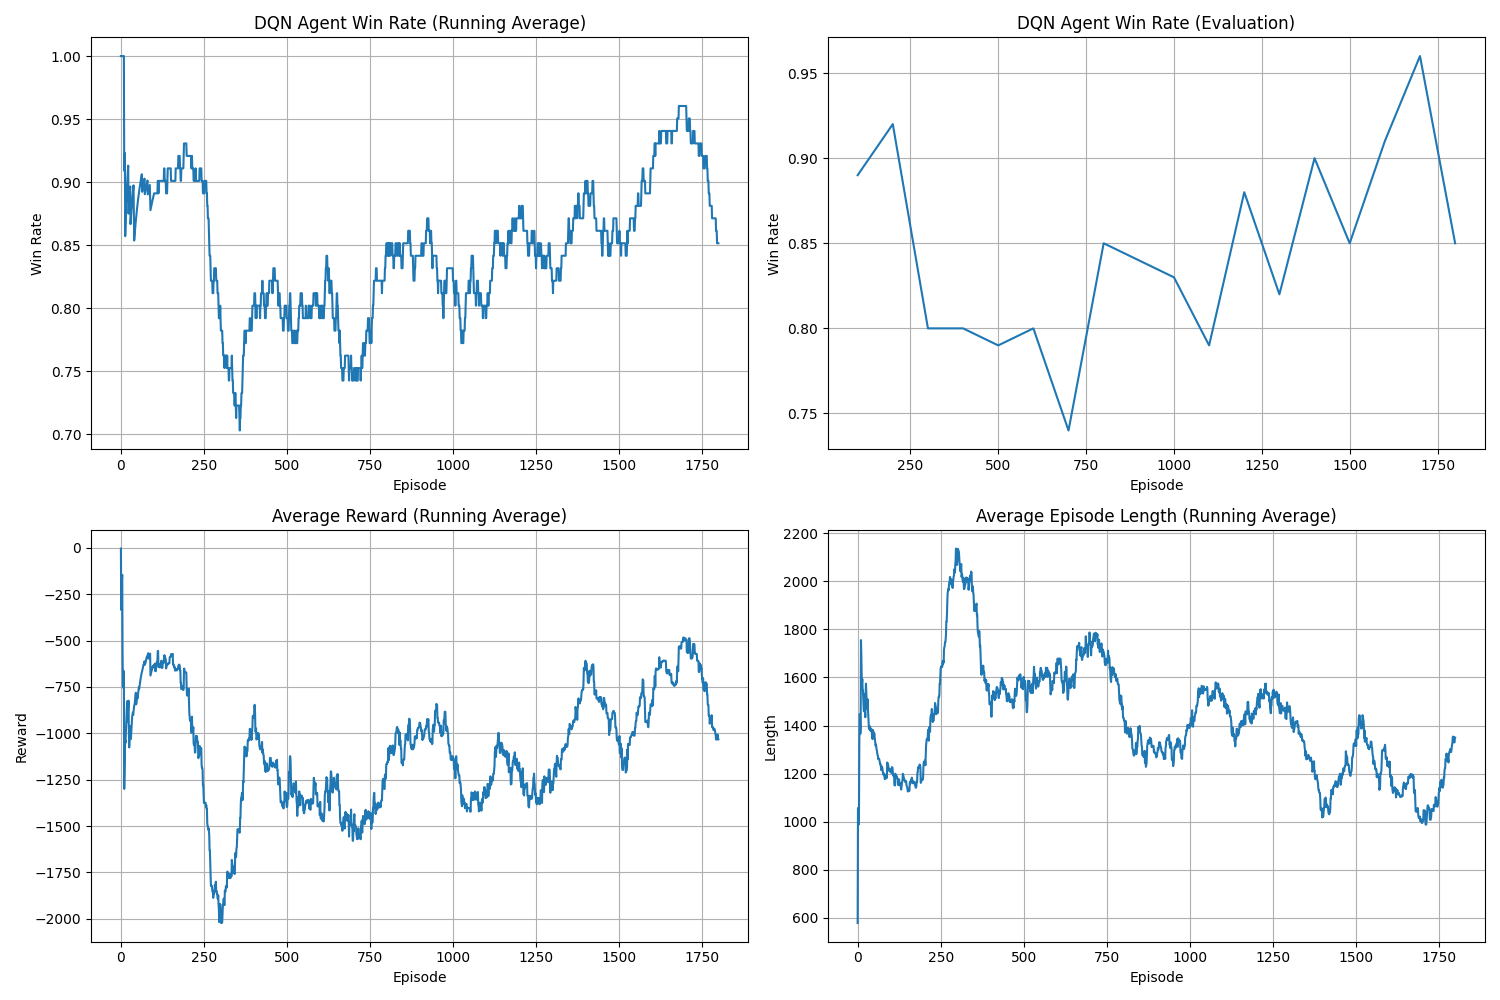 DQN Agent Win Rate (Running Average)
1.00
0.95
0.90
0.85
0.80
0.75
0.70
Win Rate
0 250 500 750 1000 1250 1500 1750
Episode
DQN Agent Win Rate (Evaluation)
0.95
0.90
0.85
0.80
0.75
Win Rate
250 500 750 1000 1250 1500 1750
Episode
Average Reward (Running Average)
0
−250
−500
−750
−1000
−1250
−1500
−1750
−2000
Reward
0 250 500 750 1000 1250 1500 1750
Episode
Average Episode Length (Running Average)
2200
2000
1800
1600
1400
1200
1000
800
600
Length
0 250 500 750 1000 1250 1500 1750
Episode